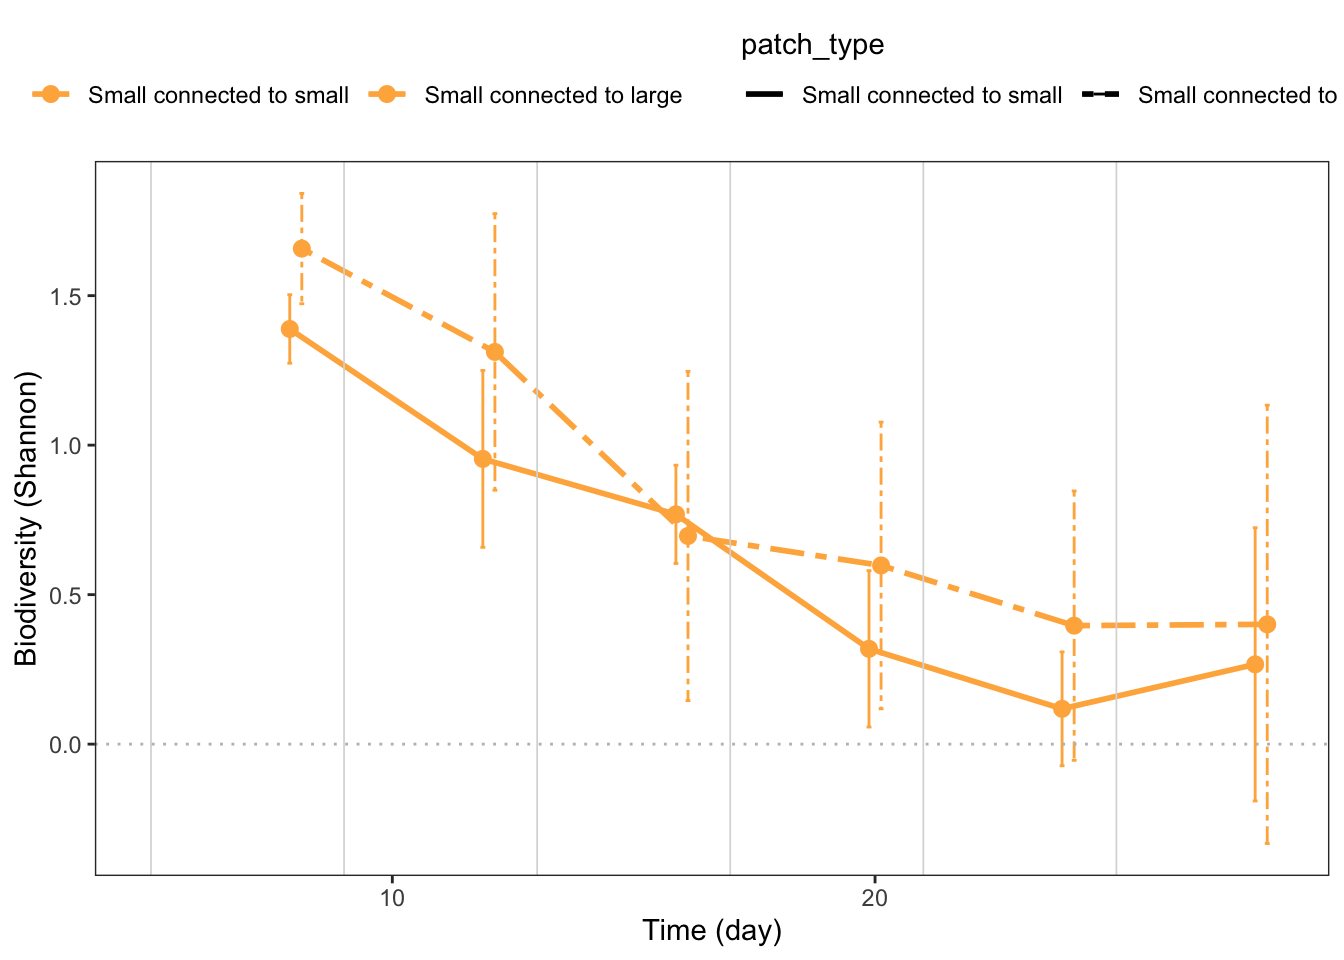 patch_type
Small connected to small Small connected to large Small connected to small Small connected to
1.5
1.0
0.5
0.0
Biodiversity (Shannon)
10 20
Time (day)